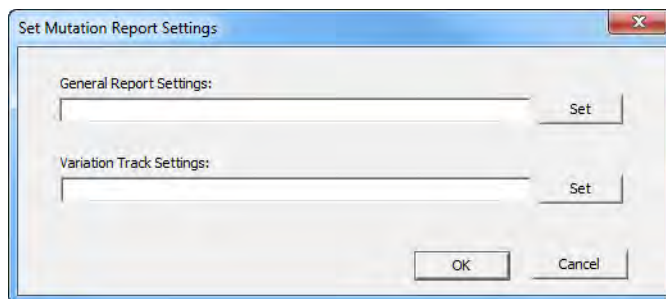 Set Mutation Report Settings
General Report Settings:
Set
Variation Track Settings:
Set
OK Cancel